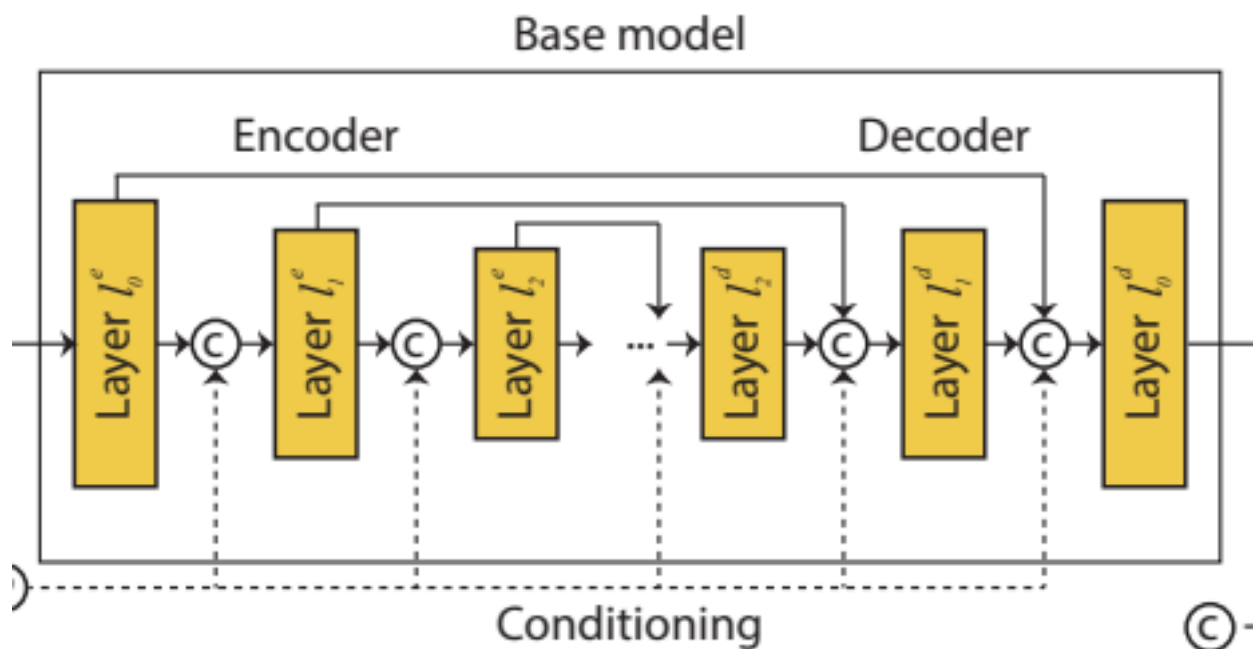 Base model
Encoder
Decoder
Layer l₀ᵉ
C
Layer l₁ᵉ
C
Layer l₂ᵉ
...
Layer l₂ᵈ
C
Layer l₁ᵈ
C
Layer l₀ᵈ
Conditioning
C -